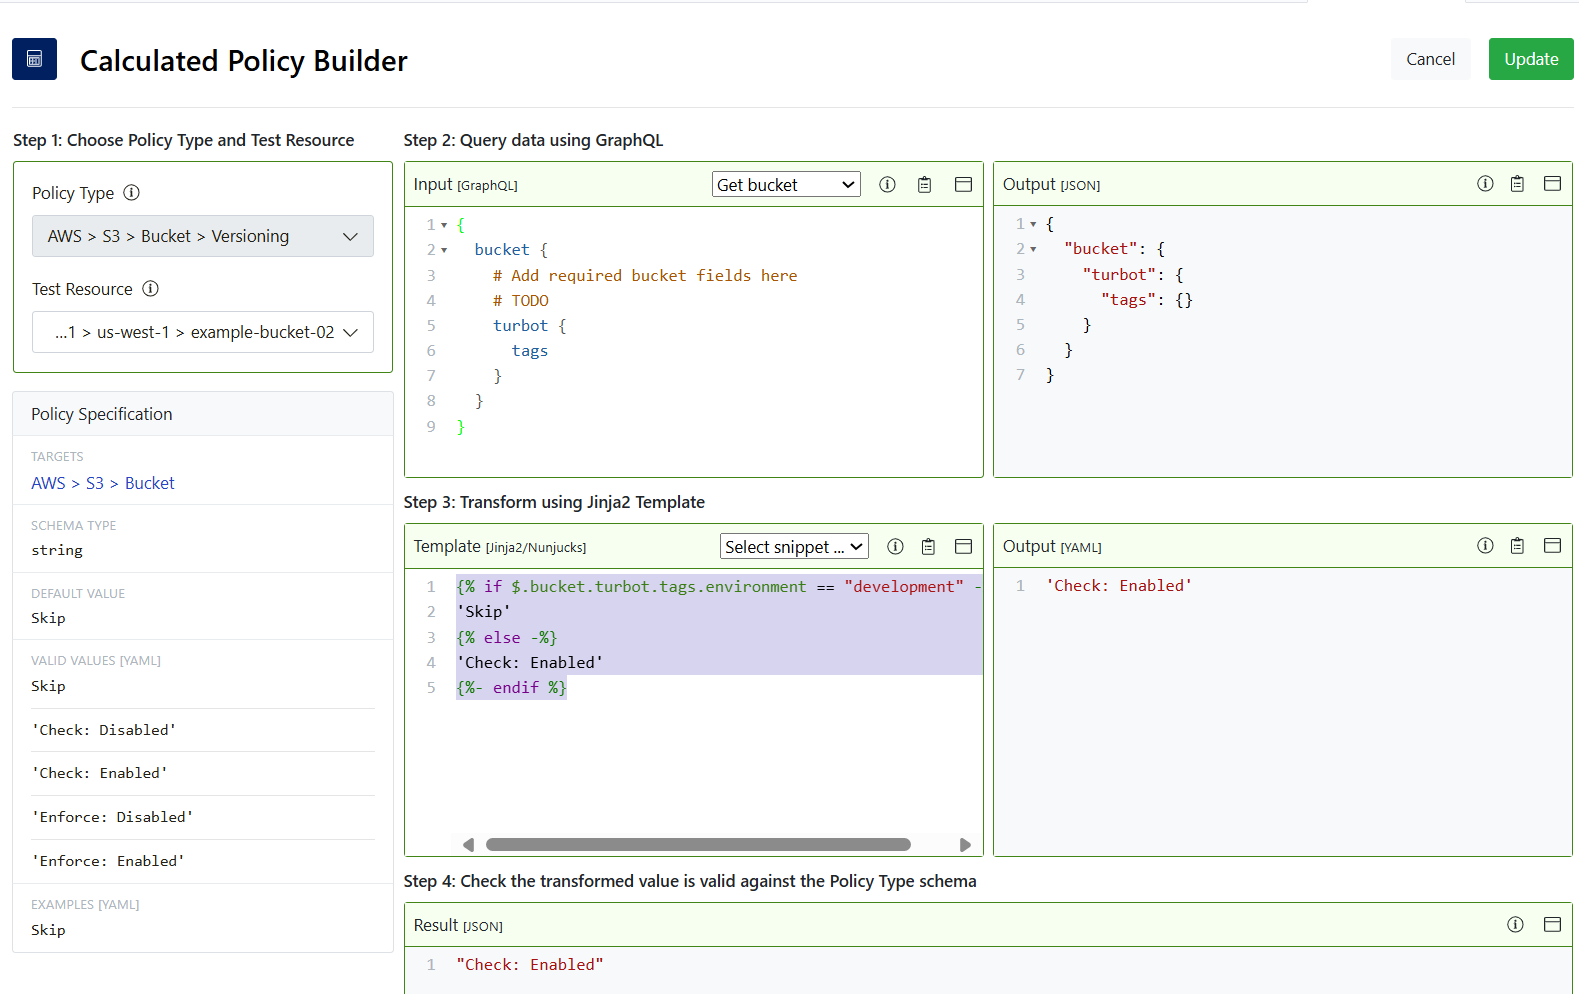 Calculated Policy Builder
Cancel
Update
Step 1: Choose Policy Type and Test Resource
Policy Type
AWS > S3 > Bucket > Versioning
Test Resource
...1 > us-west-1 > example-bucket-02
Policy Specification
TARGETS
AWS > S3 > Bucket
SCHEMA TYPE
string
DEFAULT VALUE
Skip
VALID VALUES [YAML]
Skip
'Check: Disabled'
'Check: Enabled'
'Enforce: Disabled'
'Enforce: Enabled'
EXAMPLES [YAML]
Skip
Step 2: Query data using GraphQL
Input [GraphQL]
Get bucket
1 {
2 bucket {
3 # Add required bucket fields here
4 # TODO
5 turbot {
6 tags
7 }
8 }
9 }
Output [JSON]
1 {
2 "bucket": {
3 "turbot": {
4 "tags": {}
5 }
6 }
7 }
Step 3: Transform using Jinja2 Template
Template [Jinja2/Nunjucks]
Select snippet ...
1 {% if $.bucket.turbot.tags.environment == "development" -
2 'Skip'
3 {% else -%}
4 'Check: Enabled'
5 {%- endif %}
Output [YAML]
1 'Check: Enabled'
Step 4: Check the transformed value is valid against the Policy Type schema
Result [JSON]
1 "Check: Enabled"